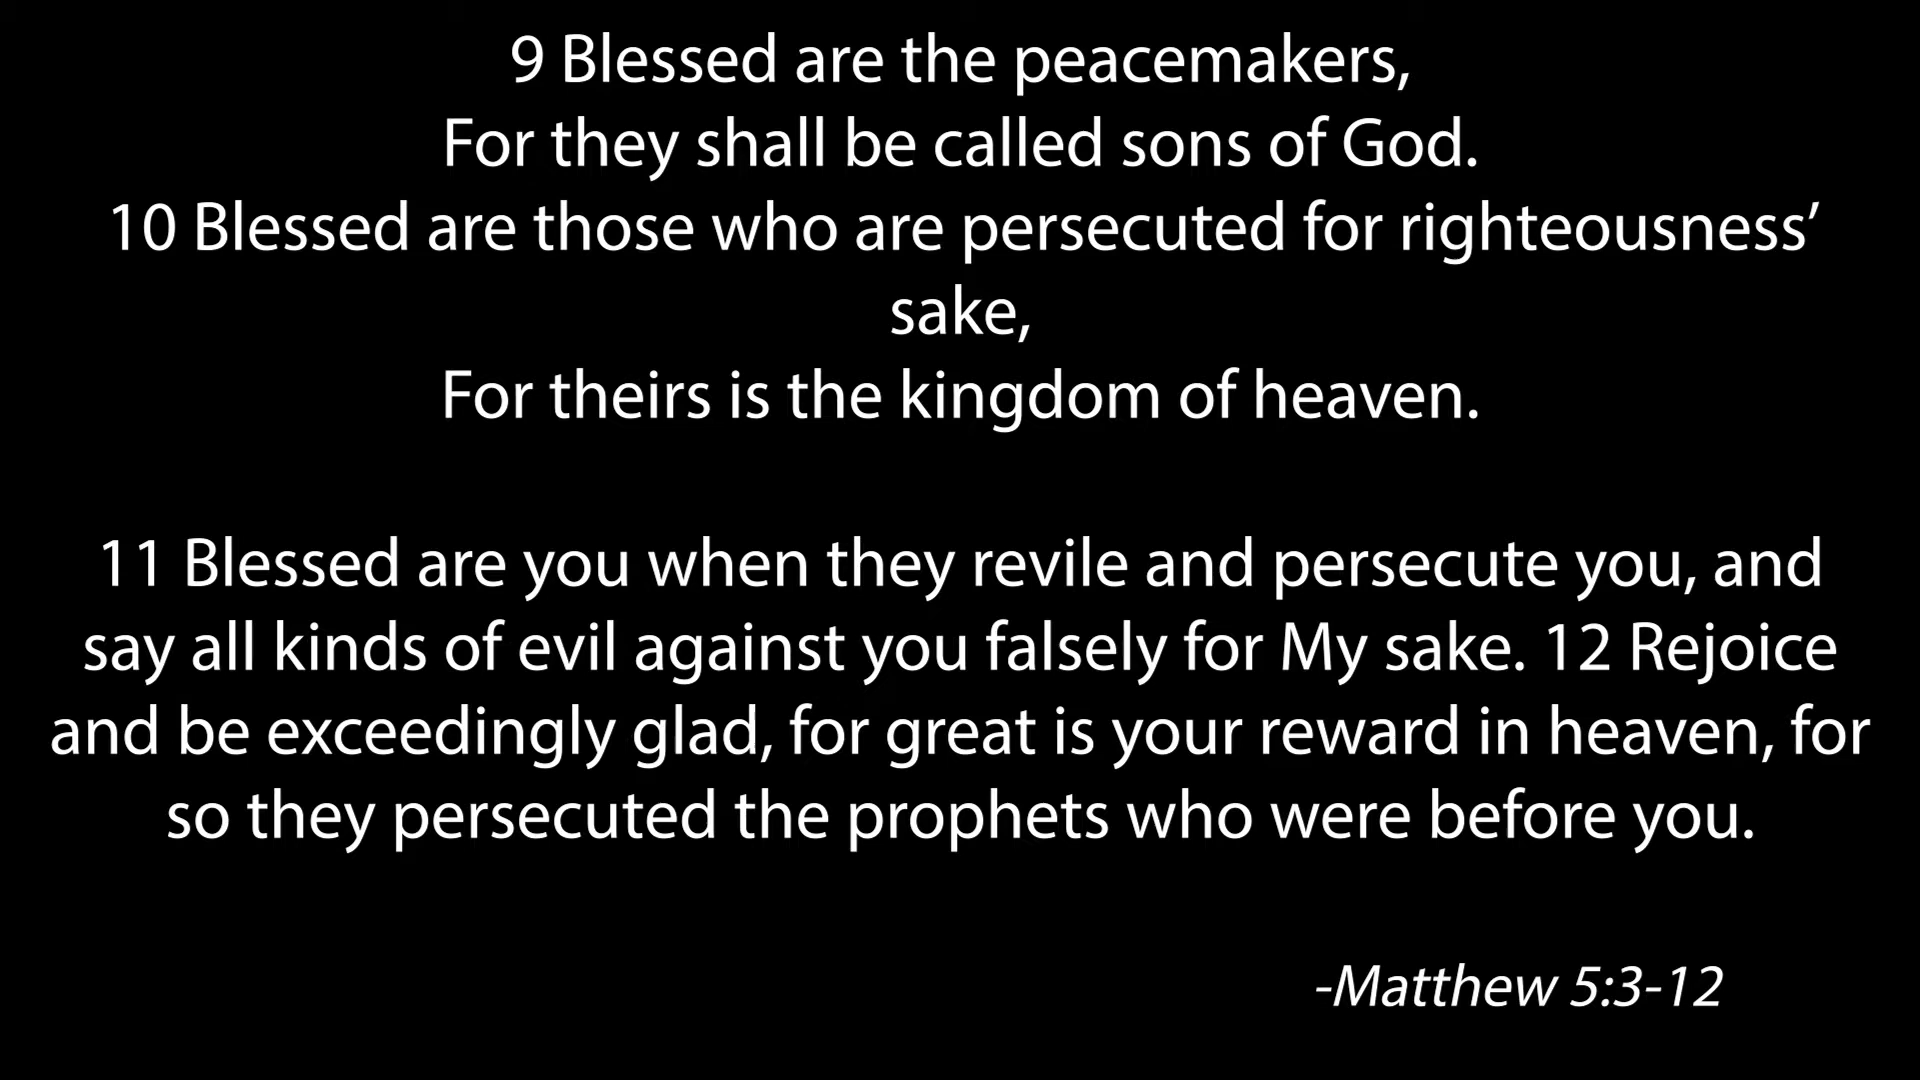 9 Blessed are the peacemakers,
For they shall be called sons of God.
10 Blessed are those who are persecuted for righteousness’
sake,
For theirs is the kingdom of heaven.
11 Blessed are you when they revile and persecute you, and
say all kinds of evil against you falsely for My sake. 12 Rejoice
and be exceedingly glad, for great is your reward in heaven, for
so they persecuted the prophets who were before you.
-Matthew 5:3-12